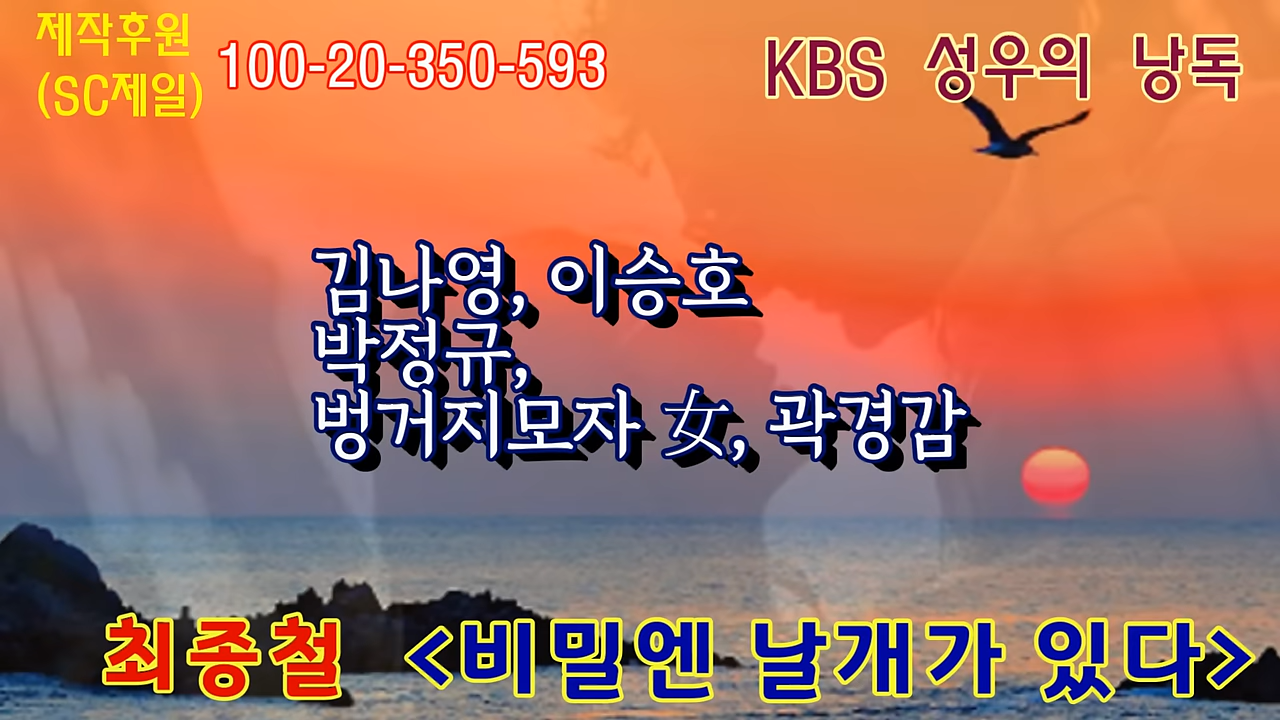 제작후원
(SC제일)
100-20-350-593
KBS 성우의 낭독
김나영, 이승호
박정규,
벙거지모자 女, 곽경감
최종철 <비밀엔 날개가 있다>